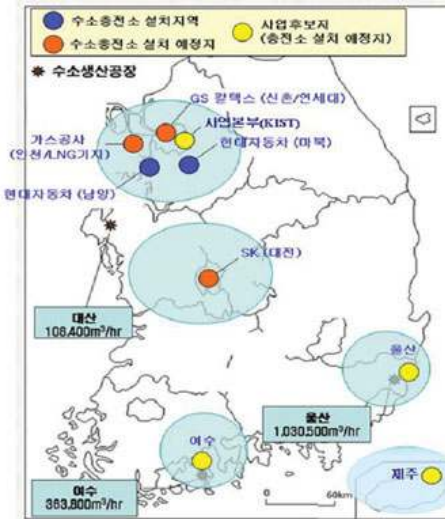 수소충전소 설치지역
수소충전소 설치 예정지
사업후보지
(충전소 설치 예정지)
수소생산공장
GS 칼텍스 (신촌/연세대)
가스공사
(인천/LNG기지)
사업본부(KIST)
현대자동차 (마북)
현대자동차 (남양)
SK (대전)
대산
108,400m³/hr
울산
울산
1,030,500m³/hr
여수
여수
363,800m³/hr
제주
0
60km